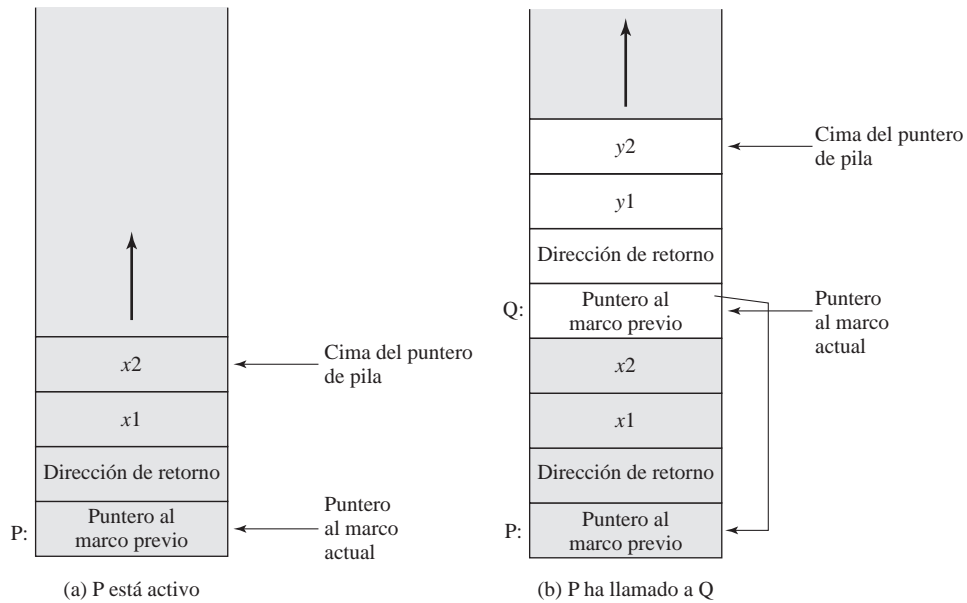 x2
x1
Dirección de retorno
P:
Puntero al
marco previo
Cima del puntero
de pila
Puntero
al marco
actual
(a) P está activo
y2
y1
Dirección de retorno
Q:
Puntero al
marco previo
x2
x1
Dirección de retorno
P:
Puntero al
marco previo
Cima del puntero
de pila
Puntero
al marco
actual
(b) P ha llamado a Q